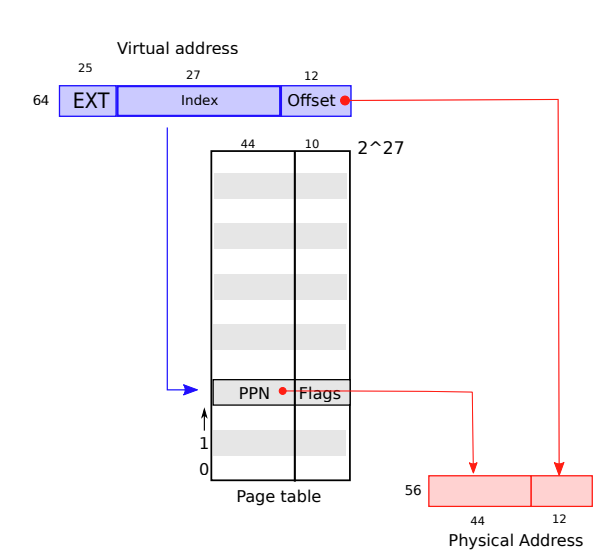 Virtual address
25
27
12
64
EXT
Index
Offset
44
10
2^27
PPN
Flags
1
0
Page table
56
44
12
Physical Address